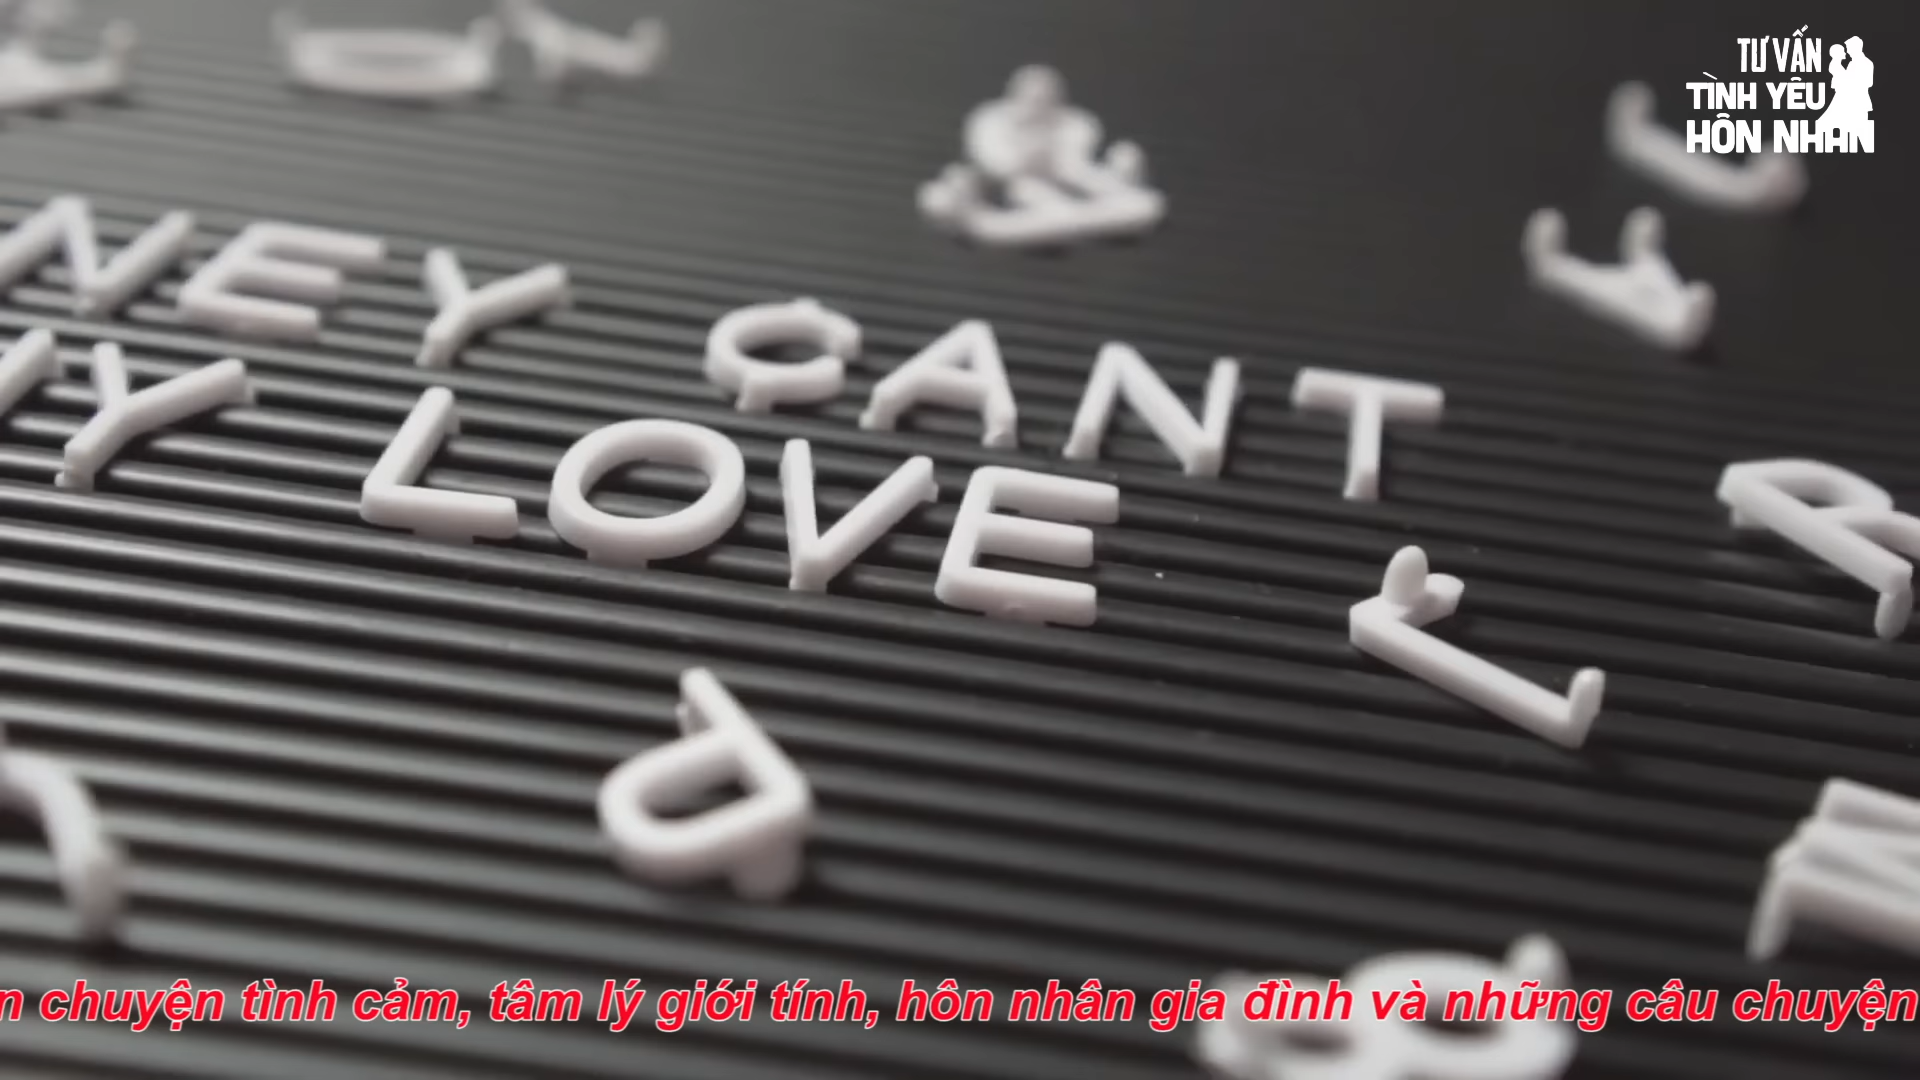 TƯ VẤN
TÌNH YÊU
HÔN NHÂN
NEY CANT
Y LOVE
chuyện tình cảm, tâm lý giới tính, hôn nhân gia đình và những câu chuyện